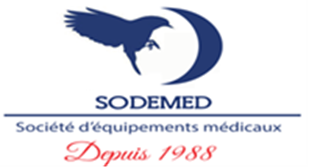 SODEMED
Société d'équipements médicaux
Depuis 1988